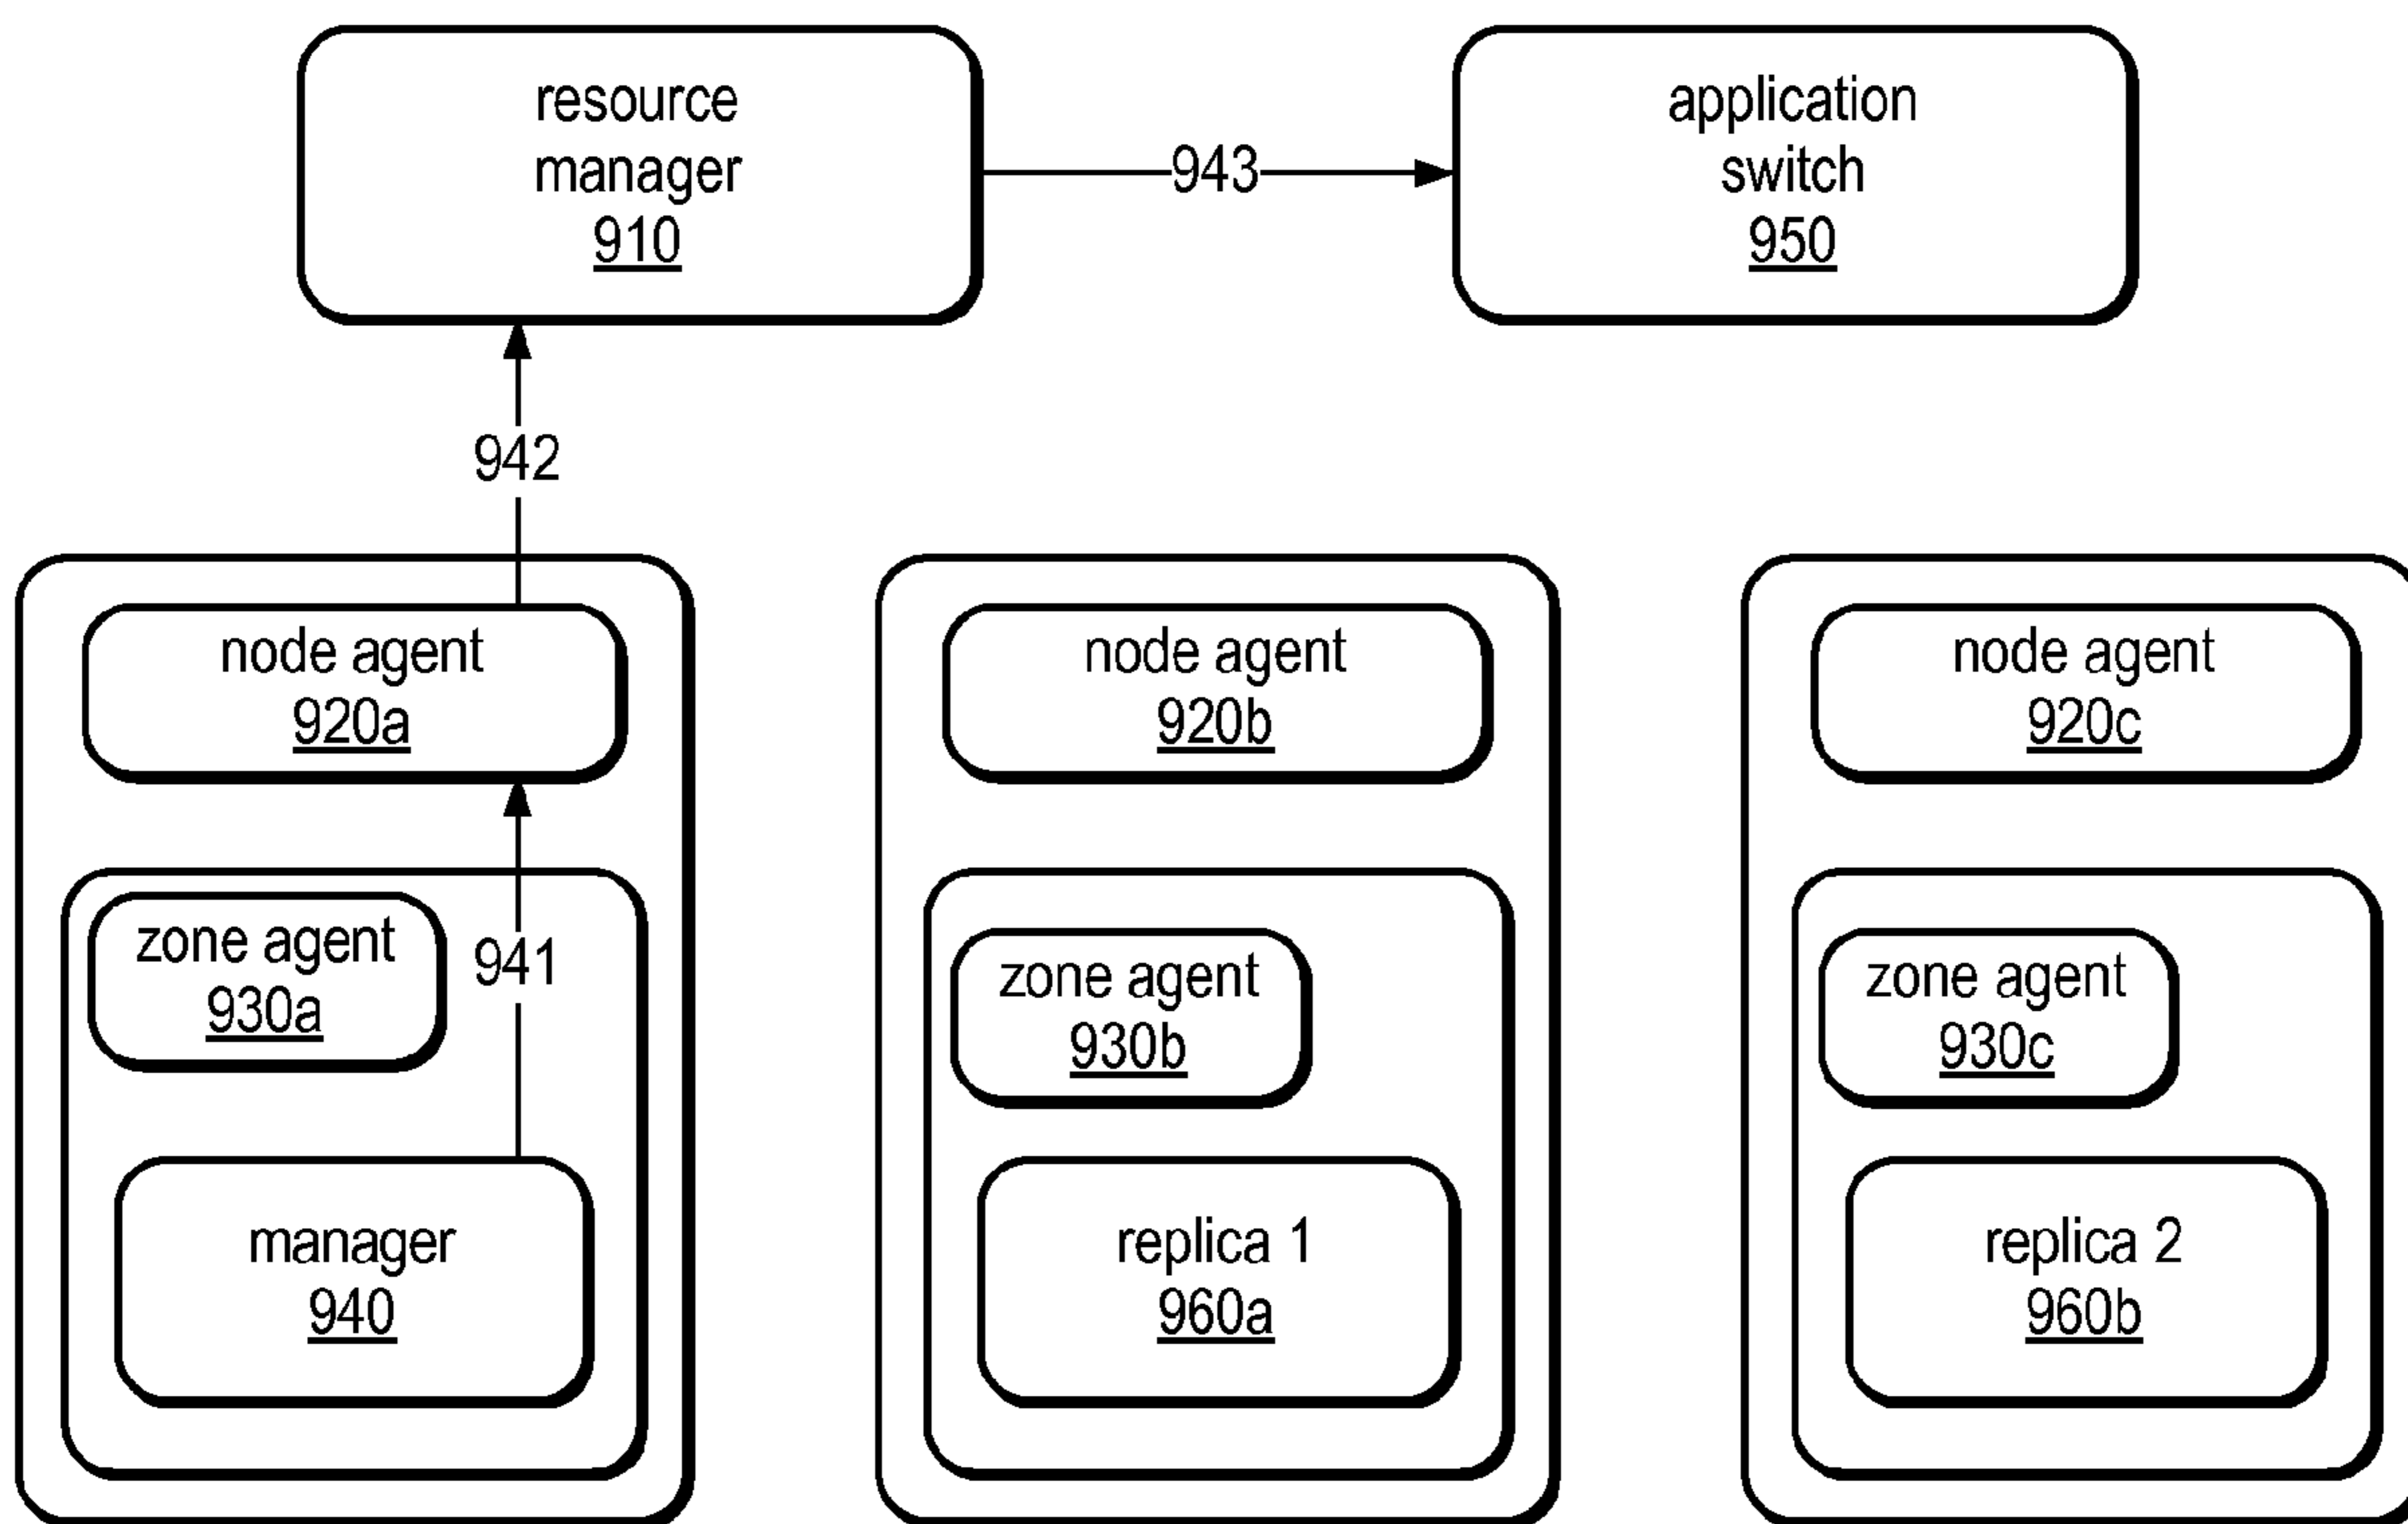 resource
manager
910
943
application
switch
950
942
node agent
920a
node agent
920b
node agent
920c
zone agent
930a
941
zone agent
930b
zone agent
930c
manager
940
replica 1
960a
replica 2
960b